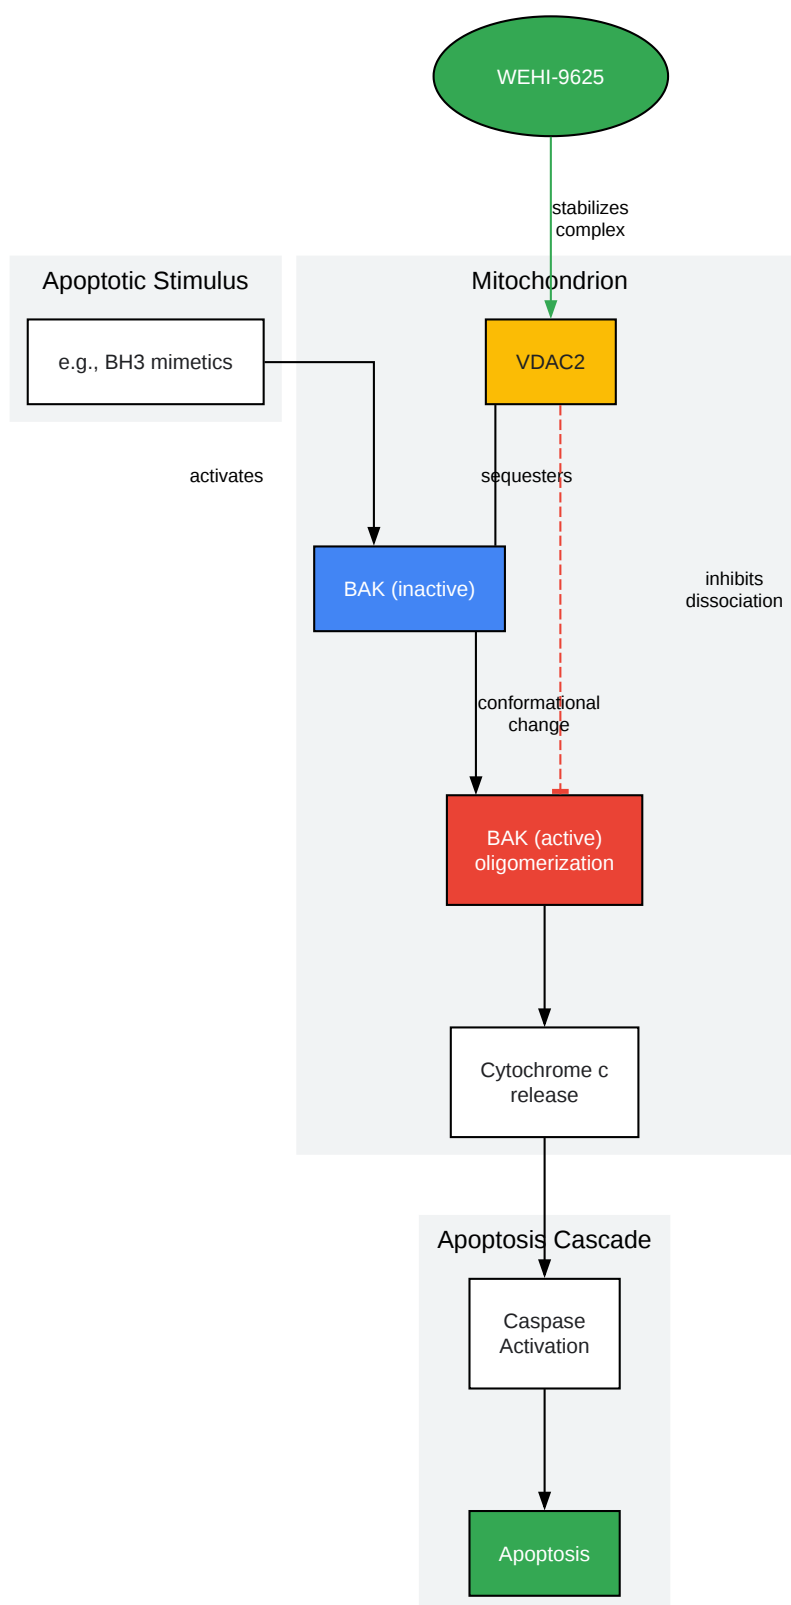 WEHI-9625
stabilizes
complex
Apoptotic Stimulus
Mitochondrion
e.g., BH3 mimetics
VDAC2
activates
sequesters
BAK (inactive)
inhibits
dissociation
conformational
change
BAK (active)
oligomerization
Cytochrome c
release
Apoptosis Cascade
Caspase
Activation
Apoptosis